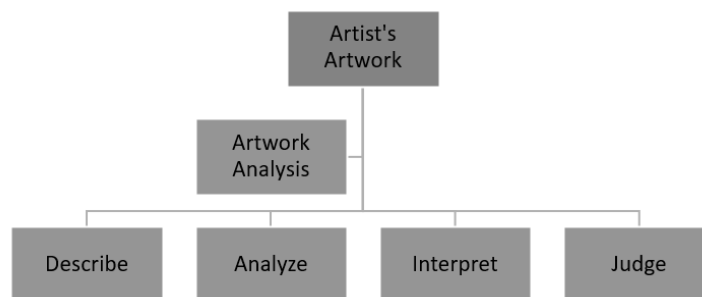 Artist's
Artwork
Artwork
Analysis
Describe
Analyze
Interpret
Judge